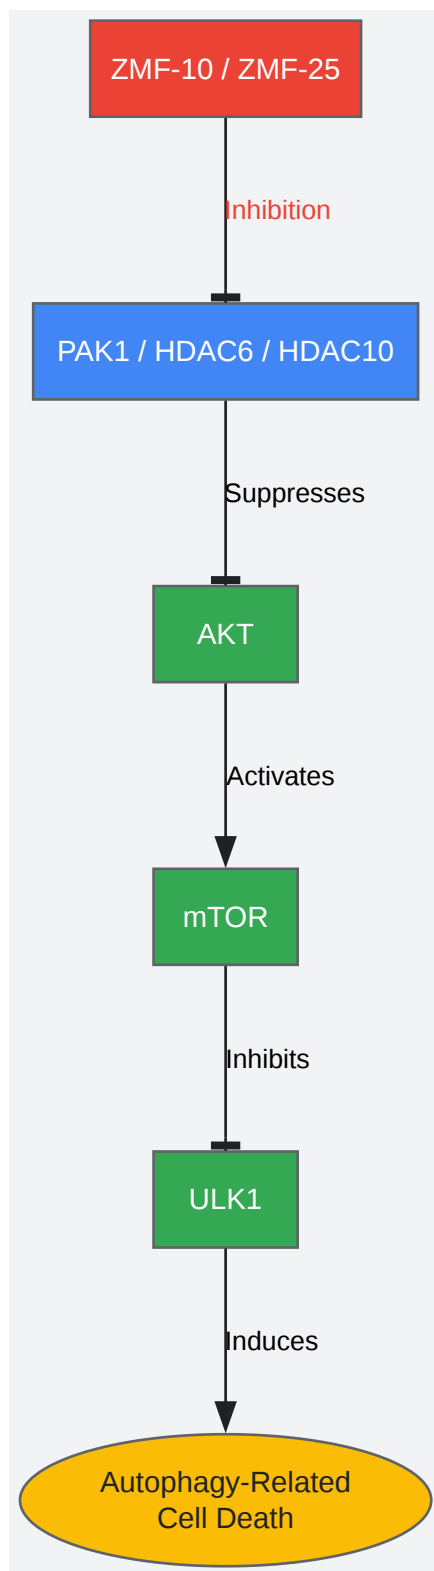 ZMF-10 / ZMF-25
Inhibition
PAK1 / HDAC6 / HDAC10
Suppresses
AKT
Activates
mTOR
Inhibits
ULK1
Induces
Autophagy-Related
Cell Death